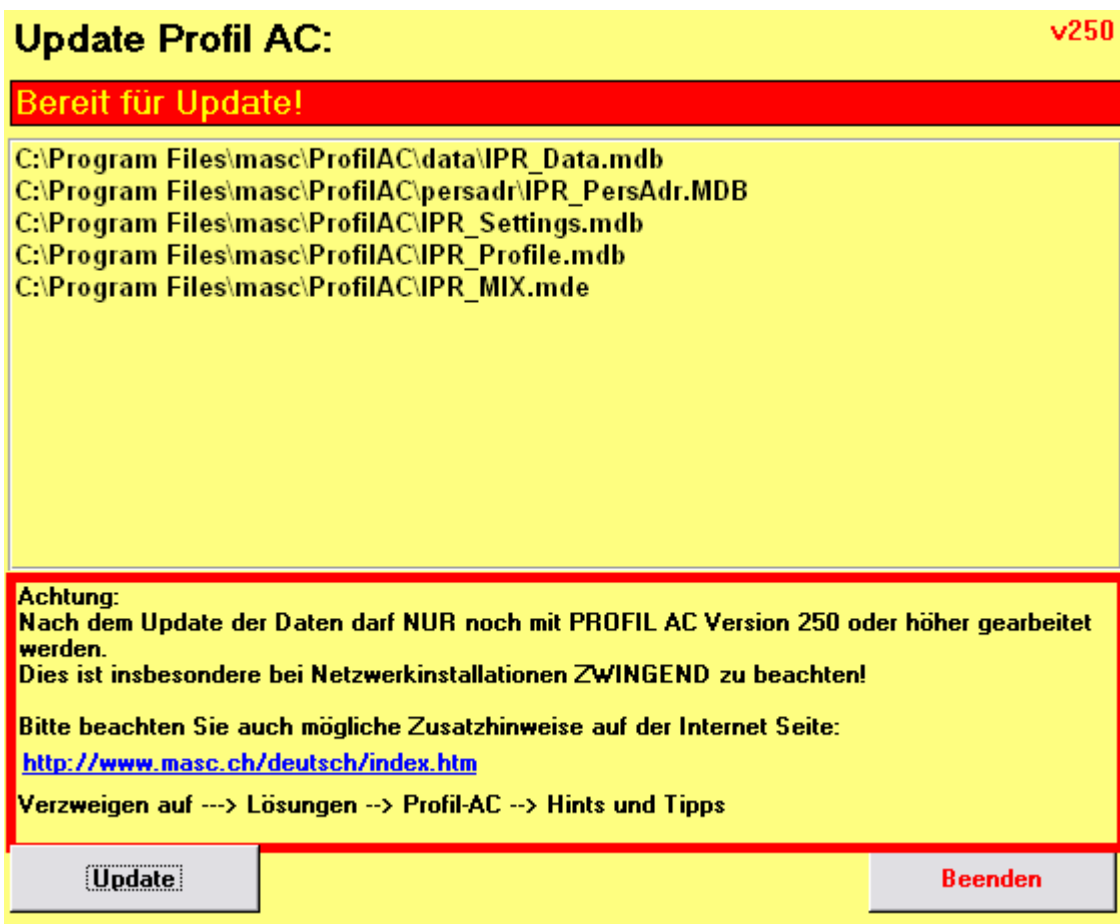 Update Profil AC:
v250
Bereit für Update!
C:\Program Files\masc\ProfilAC\data\IPR_Data.mdb
C:\Program Files\masc\ProfilAC\persadr\IPR_PersAdr.MDB
C:\Program Files\masc\ProfilAC\IPR_Settings.mdb
C:\Program Files\masc\ProfilAC\IPR_Profile.mdb
C:\Program Files\masc\ProfilAC\IPR_MIX.mde
Achtung:
Nach dem Update der Daten darf NUR noch mit PROFIL AC Version 250 oder höher gearbeitet
werden.
Dies ist insbesondere bei Netzwerkinstallationen ZWINGEND zu beachten!
Bitte beachten Sie auch mögliche Zusatzhinweise auf der Internet Seite:
http://www.masc.ch/deutsch/index.htm
Verzweigen auf ---> Lösungen --> Profil-AC --> Hints und Tipps
Update
Beenden